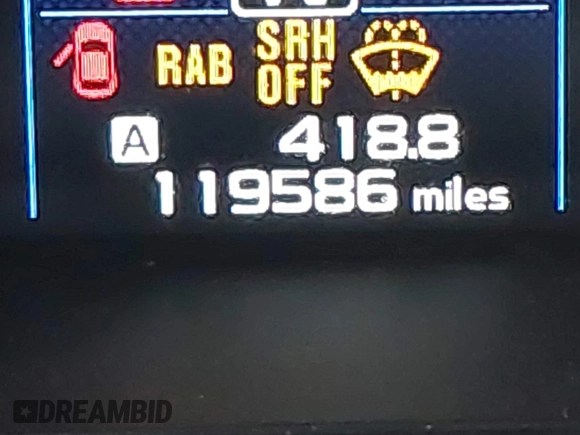 RAB SRH OFF
A 418.8
119586 miles
DREAMBID